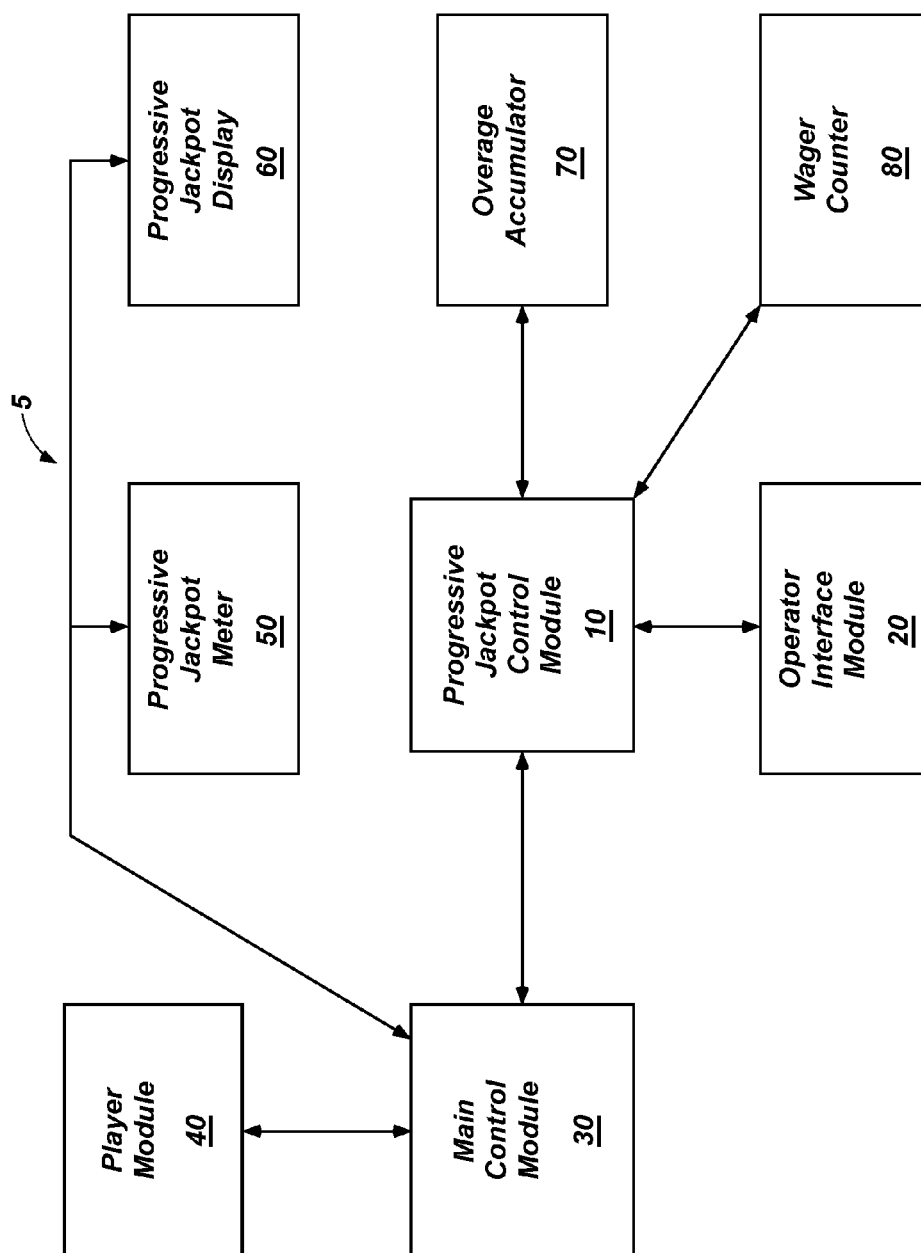 5
Player
Module
40
Progressive
Jackpot
Meter
50
Progressive
Jackpot
Display
60
Main
Control
Module
30
Progressive
Jackpot
Control
Module
10
Overage
Accumulator
70
Operator
Interface
Module
20
Wager
Counter
80